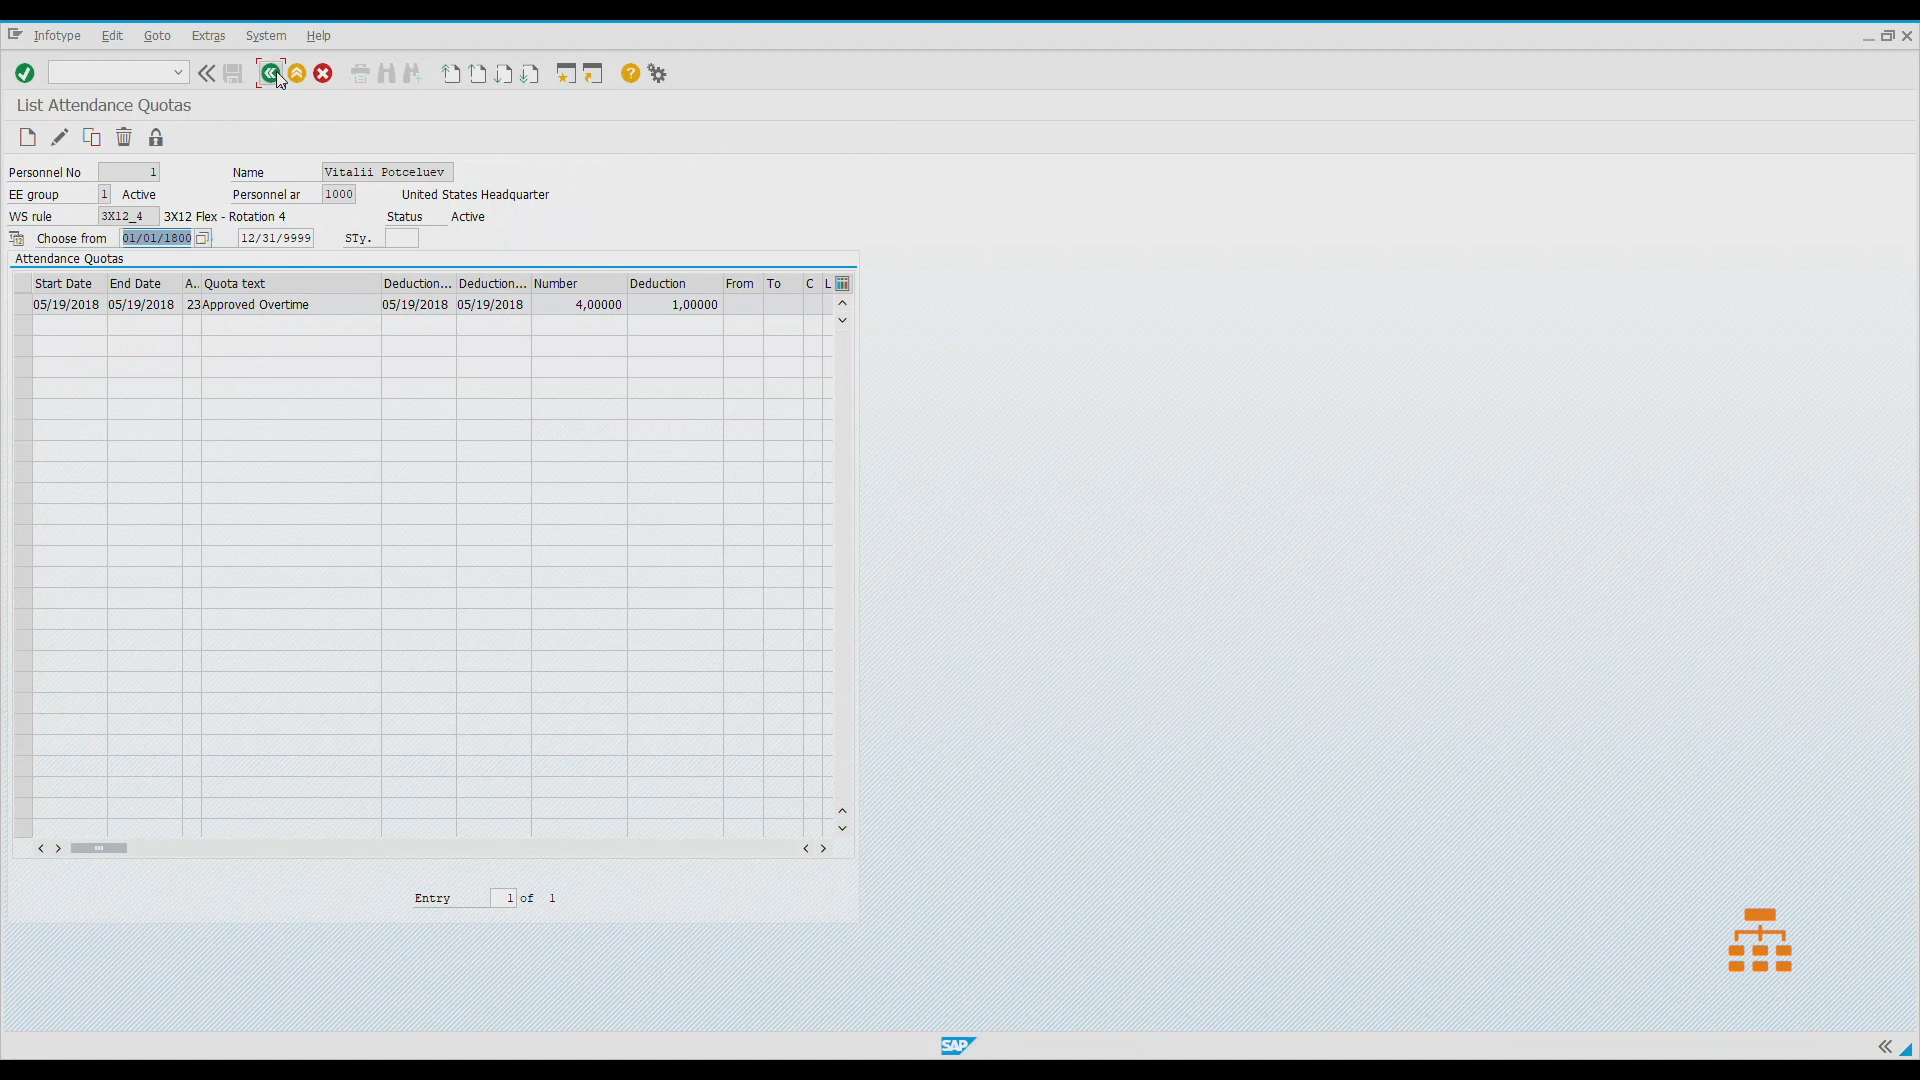 Infotype Edit Goto Extras System Help
List Attendance Quotas
Personnel No 1 Name Vitalii Potceluev
EE group 1 Active Personnel ar 1000 United States Headquarter
WS rule 3X12_4 3X12 Flex - Rotation 4 Status Active
Choose from 01/01/1800 12/31/9999 STy.
Attendance Quotas
Start Date End Date A.. Quota text Deduction... Deduction... Number Deduction From To C L
05/19/2018 05/19/2018 23 Approved Overtime 05/19/2018 05/19/2018 4,00000 1,00000
Entry 1 of 1
SAP